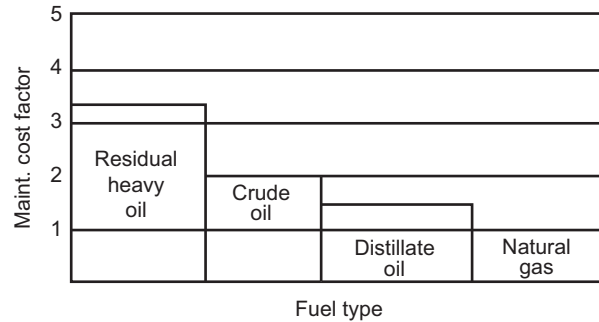 5
4
3
2
1
Maint. cost factor
Residual
heavy
oil
Crude
oil
Distillate
oil
Natural
gas
Fuel type